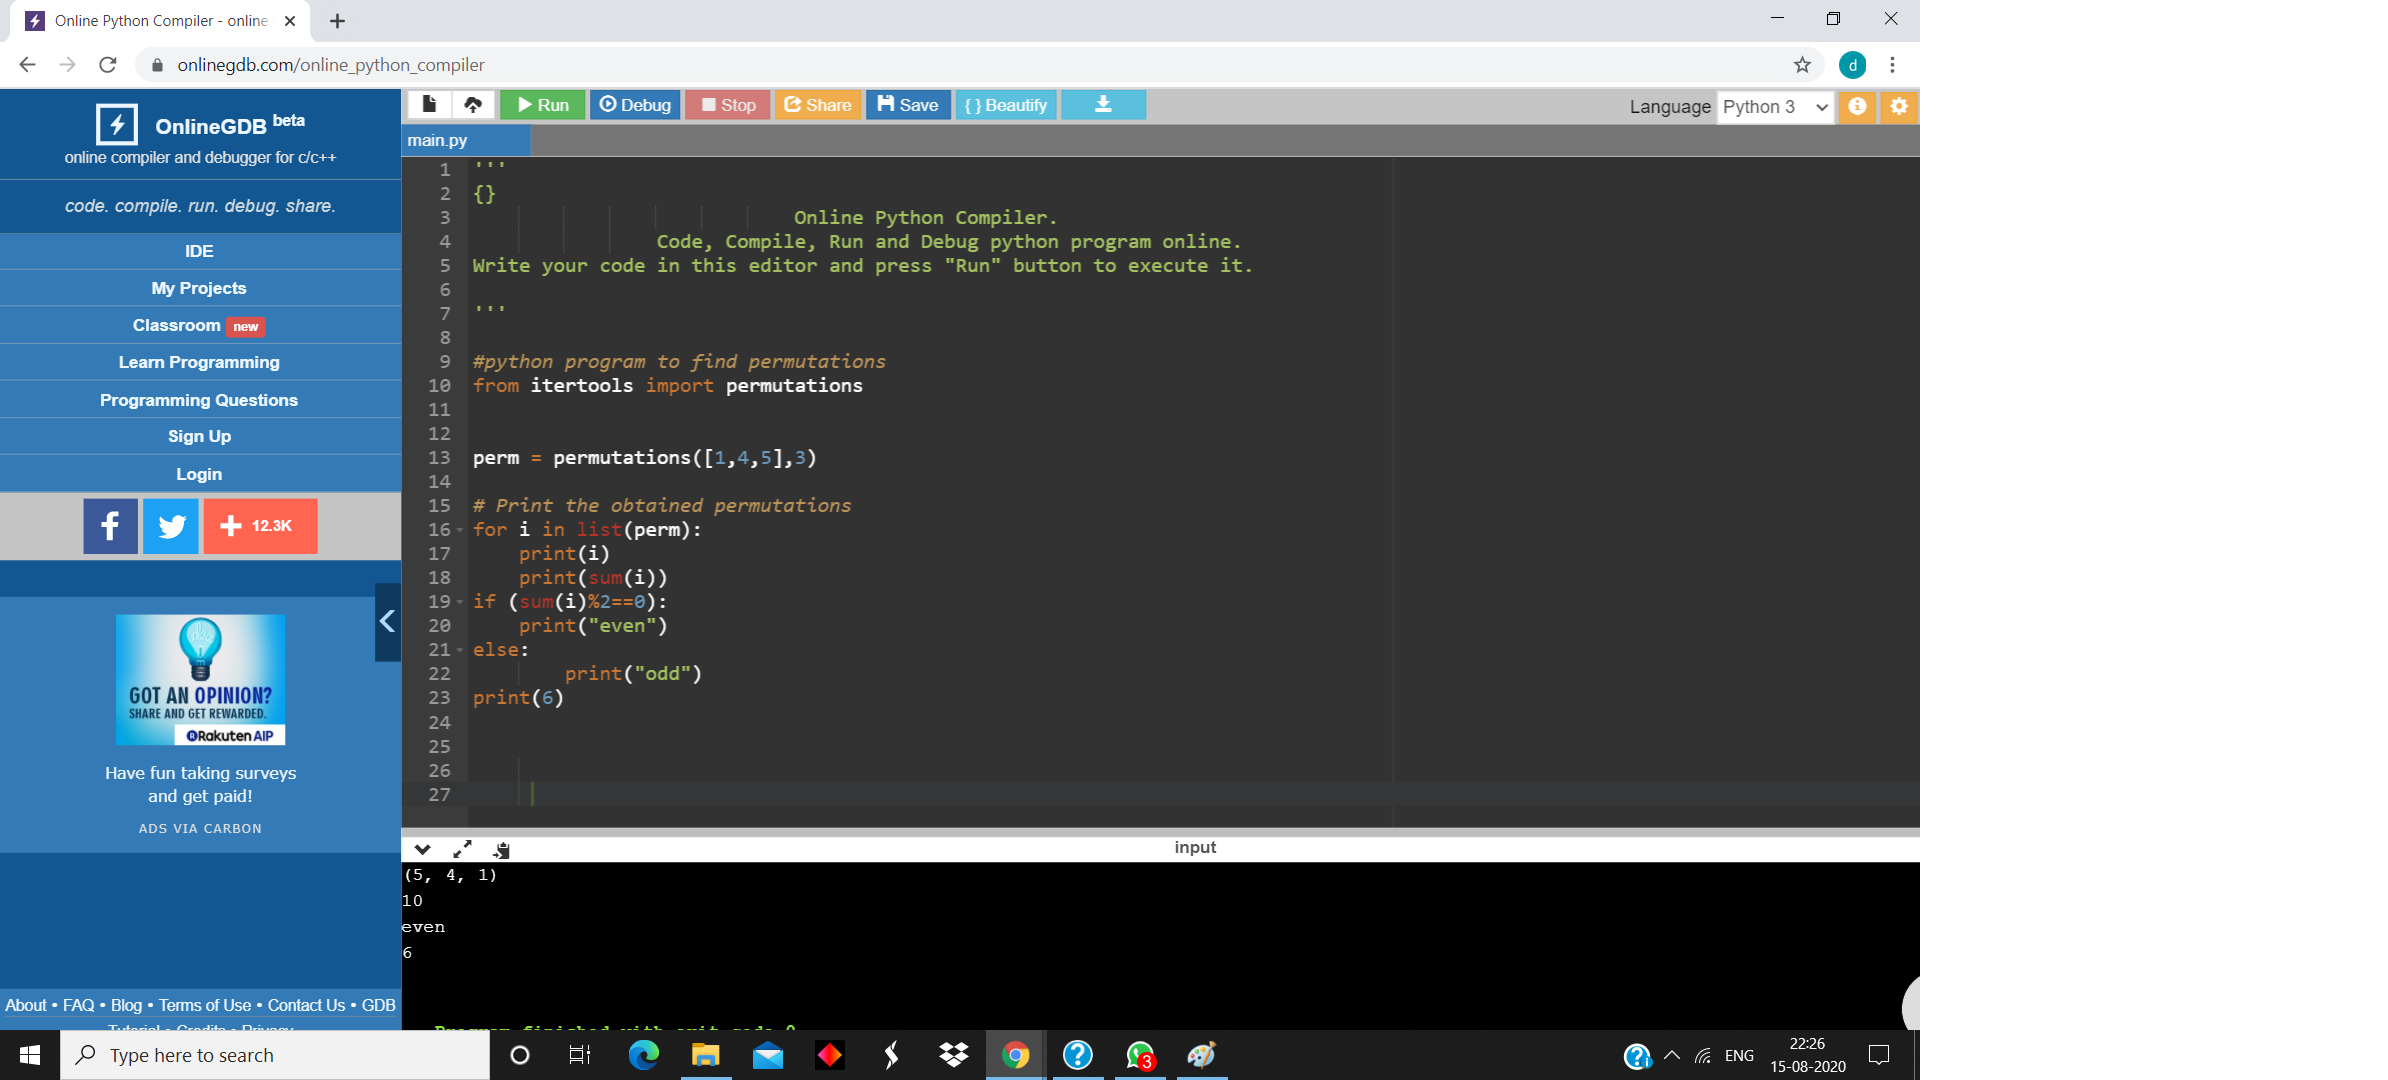 Online Python Compiler - online
onlinegdb.com/online_python_compiler
d
OnlineGDB beta
online compiler and debugger for c/c++
code. compile. run. debug. share.
IDE
My Projects
Classroom new
Learn Programming
Programming Questions
Sign Up
Login
12.3K
GOT AN OPINION?
SHARE AND GET REWARDED.
Rakuten AIP
Have fun taking surveys
and get paid!
ADS VIA CARBON
About • FAQ • Blog • Terms of Use • Contact Us • GDB
Tutorial • Credits • Privacy
Run Debug Stop Share Save { } Beautify
Language Python 3
main.py
1 '''
2 {}
3 Online Python Compiler.
4 Code, Compile, Run and Debug python program online.
5 Write your code in this editor and press "Run" button to execute it.
6
7 '''
8
9 #python program to find permutations
10 from itertools import permutations
11
12
13 perm = permutations([1,4,5],3)
14
15 # Print the obtained permutations
16 for i in list(perm):
17 print(i)
18 print(sum(i))
19 if (sum(i)%2==0):
20 print("even")
21 else:
22 print("odd")
23 print(6)
24
25
26
27
input
(5, 4, 1)
10
even
6
Program finished with exit code 0
Type here to search
3
ENG
22:26
15-08-2020